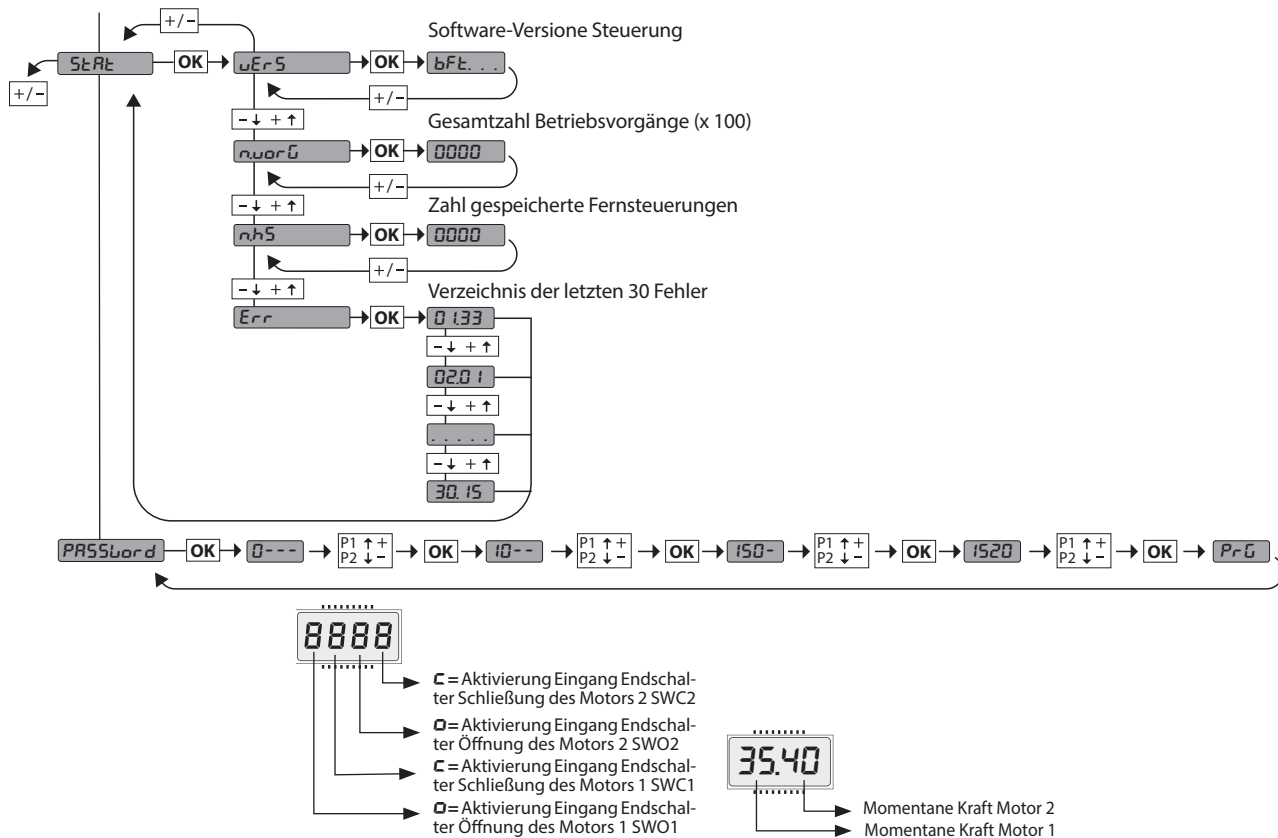 +/-
Software-Versione Steuerung
StAt OK vErS OK bFt...
+/-
+/-
- ↓ + ↑
Gesamtzahl Betriebsvorgänge (x 100)
n.vorG OK 0000
+/-
- ↓ + ↑
Zahl gespeicherte Fernsteuerungen
n.hS OK 0000
+/-
- ↓ + ↑
Verzeichnis der letzten 30 Fehler
Err OK 01.33
- ↓ + ↑
02.01
- ↓ + ↑
.....
- ↓ + ↑
30.15
PASSword OK 0--- P1 ↑ + P2 ↓ - OK 10-- P1 ↑ + P2 ↓ - OK 150- P1 ↑ + P2 ↓ - OK 1520 P1 ↑ + P2 ↓ - OK PrG
8888
C = Aktivierung Eingang Endschal-
ter Schließung des Motors 2 SWC2
O = Aktivierung Eingang Endschal-
ter Öffnung des Motors 2 SWO2
C = Aktivierung Eingang Endschal-
ter Schließung des Motors 1 SWC1
O = Aktivierung Eingang Endschal-
ter Öffnung des Motors 1 SWO1
35.40
Momentane Kraft Motor 2
Momentane Kraft Motor 1